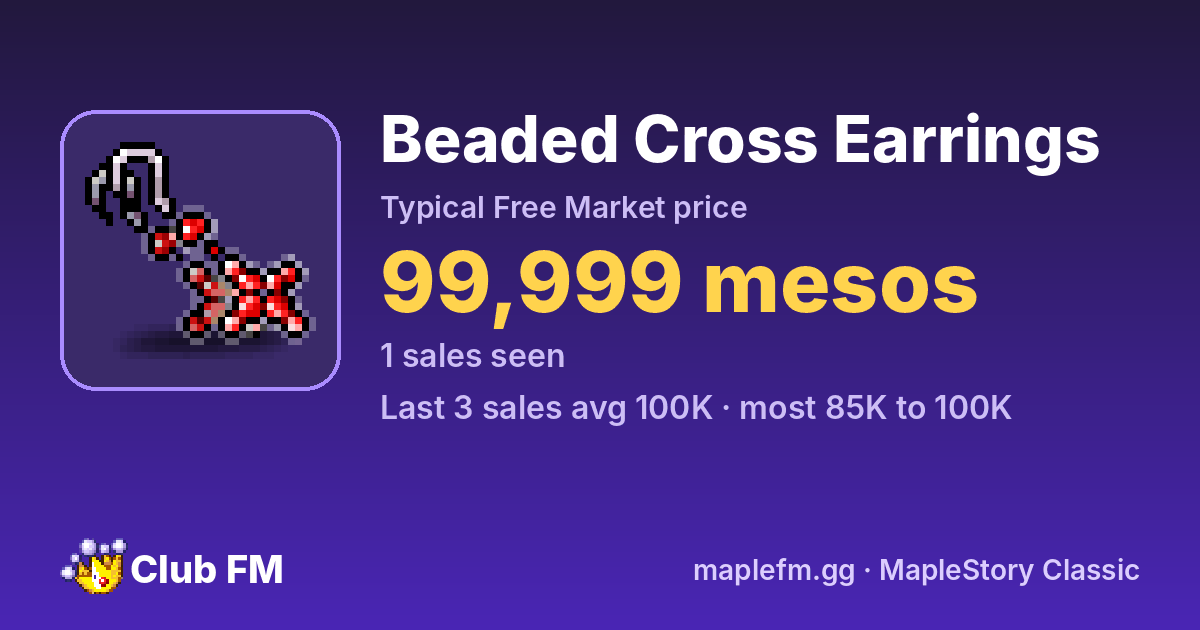 Beaded Cross Earrings
Typical Free Market price
99,999 mesos
1 sales seen
Last 3 sales avg 100K · most 85K to 100K
Club FM
maplefm.gg · MapleStory Classic